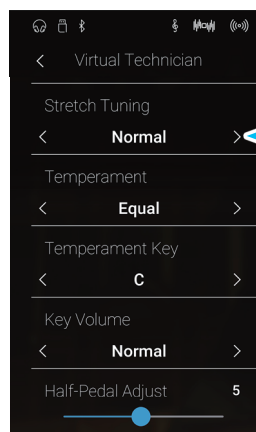 Virtual Technician
Stretch Tuning
Normal
Temperament
Equal
Temperament Key
C
Key Volume
Normal
Half-Pedal Adjust 5